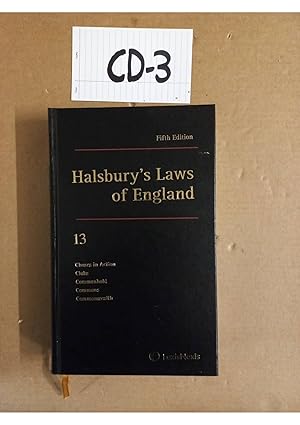 CD-3
Fifth Edition
Halsbury's Laws
of England
13
Choses in Action
Clubs
Commonhold
Commons
Commonwealth
LexisNexis